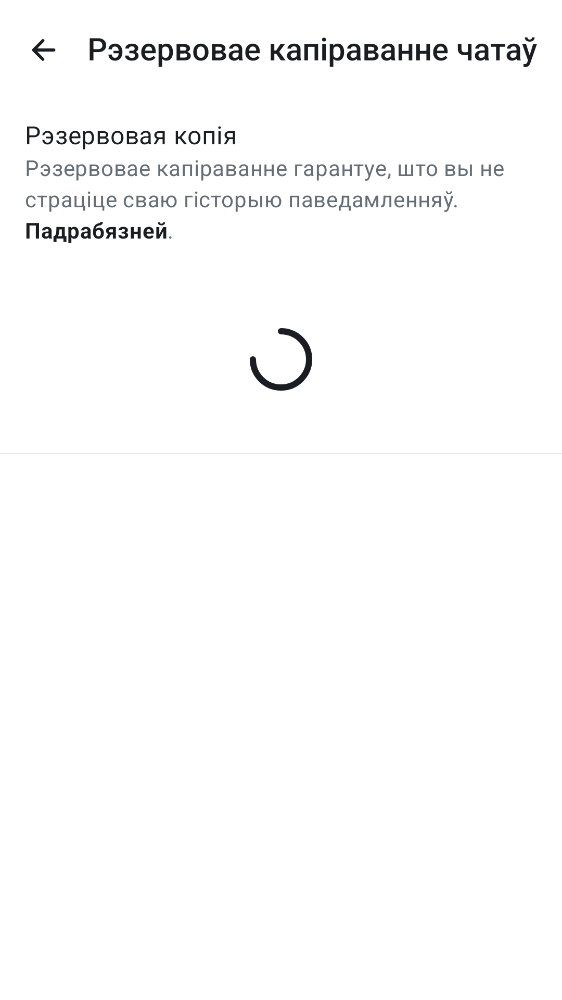 Рэзервовае капіраванне чатаў
Рэзервовая копія
Рэзервовае капіраванне гарантуе, што вы не
страціце сваю гісторыю паведамленняў.
Падрабязней.